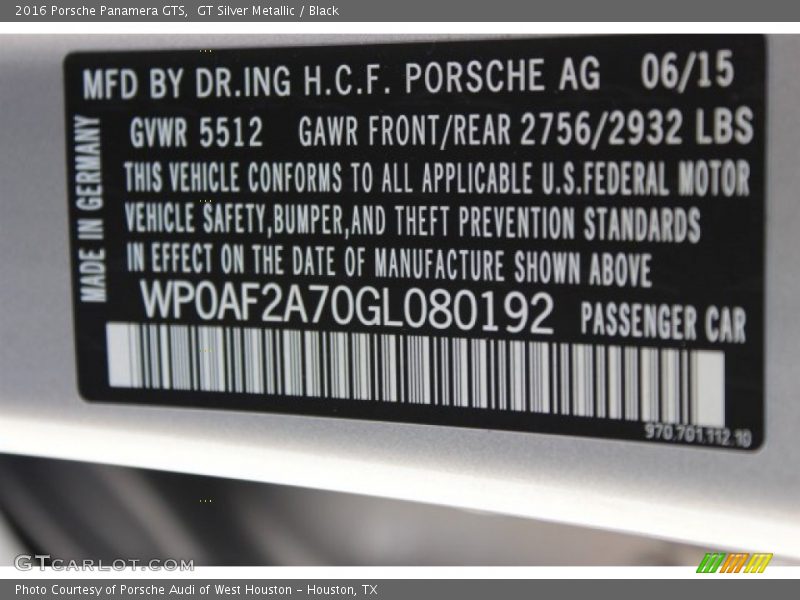 2016 Porsche Panamera GTS,  GT Silver Metallic / Black
MFD BY DR.ING H.C.F. PORSCHE AG 06/15
GVWR 5512 GAWR FRONT/REAR 2756/2932 LBS
THIS VEHICLE CONFORMS TO ALL APPLICABLE U.S.FEDERAL MOTOR
VEHICLE SAFETY,BUMPER,AND THEFT PREVENTION STANDARDS
IN EFFECT ON THE DATE OF MANUFACTURE SHOWN ABOVE
WP0AF2A70GL080192 PASSENGER CAR
970.701.112.10
MADE IN GERMANY
GTCARLOT.COM
Photo Courtesy of Porsche Audi of West Houston - Houston, TX